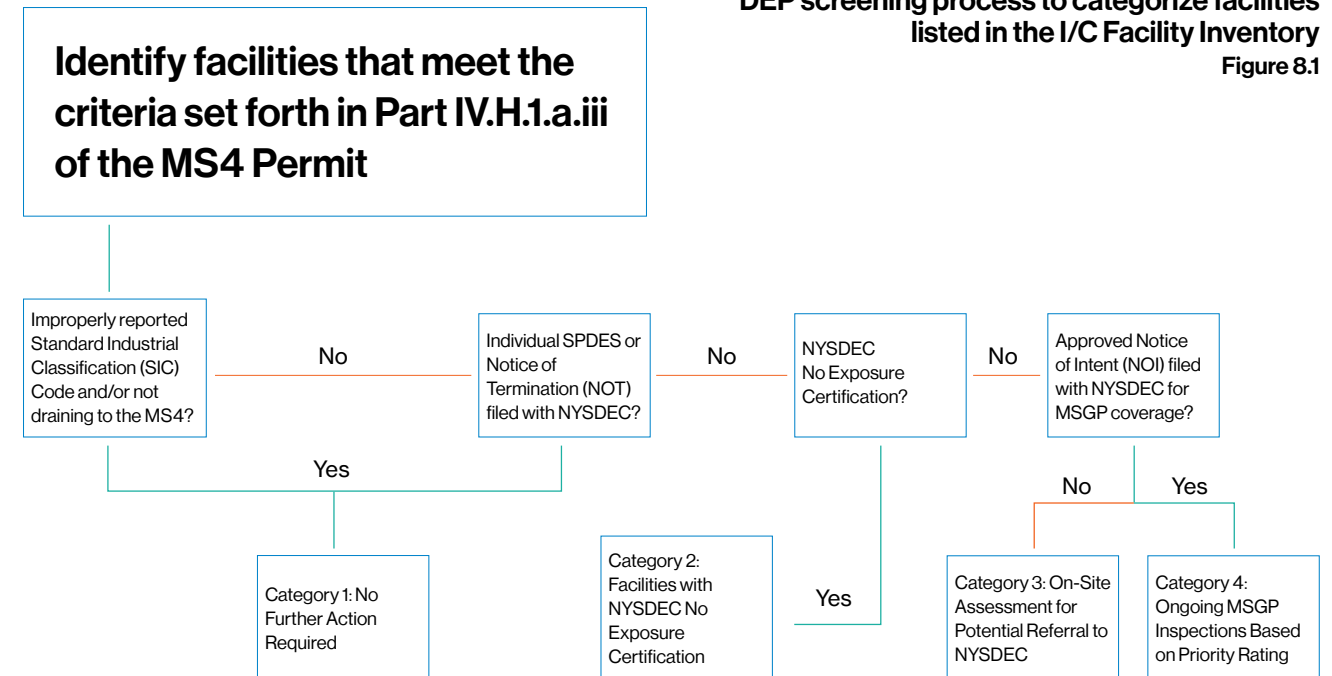 DEP screening process to categorize facilities
listed in the I/C Facility Inventory
Figure 8.1
Identify facilities that meet the
criteria set forth in Part IV.H.1.a.iii
of the MS4 Permit
Improperly reported
Standard Industrial
Classification (SIC)
Code and/or not
draining to the MS4?
No
Individual SPDES or
Notice of
Termination (NOT)
filed with NYSDEC?
No
NYSDEC
No Exposure
Certification?
No
Approved Notice
of Intent (NOI) filed
with NYSDEC for
MSGP coverage?
Yes
No
Yes
Category 1: No
Further Action
Required
Category 2:
Facilities with
NYSDEC No
Exposure
Certification
Yes
Category 3: On-Site
Assessment for
Potential Referral to
NYSDEC
Category 4:
Ongoing MSGP
Inspections Based
on Priority Rating